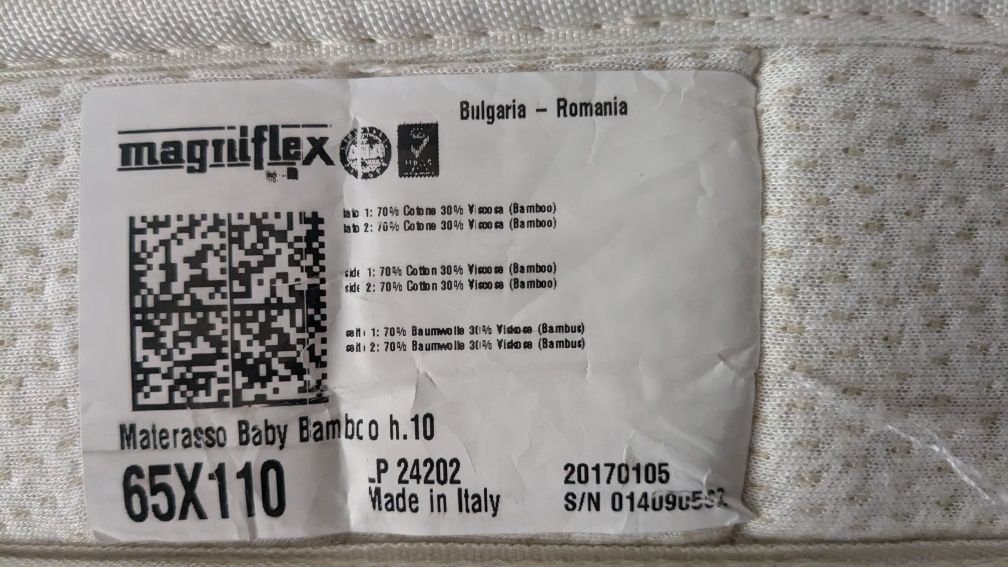 Bulgaria – Romania
magniflex
lato 1: 70% Cotone 30% Viscosa (Bamboo)
lato 2: 70% Cotone 30% Viscosa (Bamboo)
side 1: 70% Cotton 30% Viscose (Bamboo)
side 2: 70% Cotton 30% Viscose (Bamboo)
seite 1: 70% Baumwolle 30% Viskose (Bambus)
seite 2: 70% Baumwolle 30% Viskose (Bambus)
Materasso Baby Bamboo h.10
65X110
LP 24202
20170105
Made in Italy
S/N